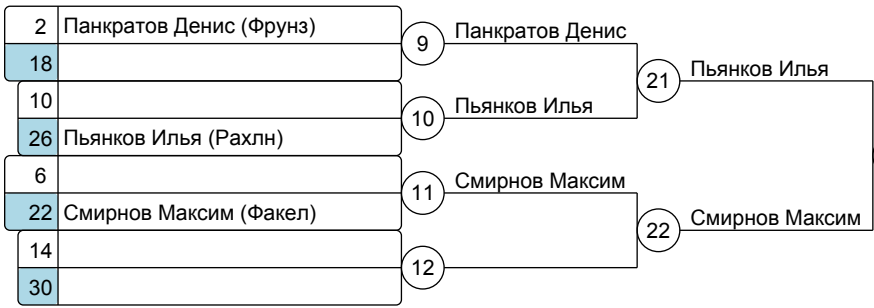 2 Панкратов Денис (Фрунз)
18
9 Панкратов Денис
10
26 Пьянков Илья (Рахлн)
10 Пьянков Илья
21 Пьянков Илья
6
22 Смирнов Максим (Факел)
11 Смирнов Максим
14
30
12
22 Смирнов Максим